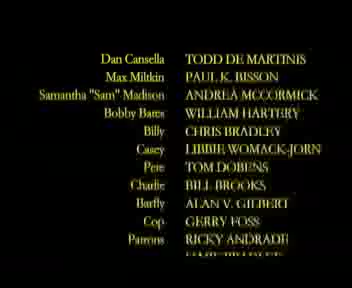 Dan Cansella TODD DE MARTINIS
Max Miltkin PAUL K. BISSON
Samantha "Sam" Madison ANDREA MCCORMICK
Bobby Bates WILLIAM HARTERY
Billy CHRIS BRADLEY
Casey LIBBIE WOMACK-JORN
Pete TOM DOBENS
Charlie BILL BROOKS
Barfly ALAN V. GILBERT
Cop GERRY FOSS
Patrons RICKY ANDRADE